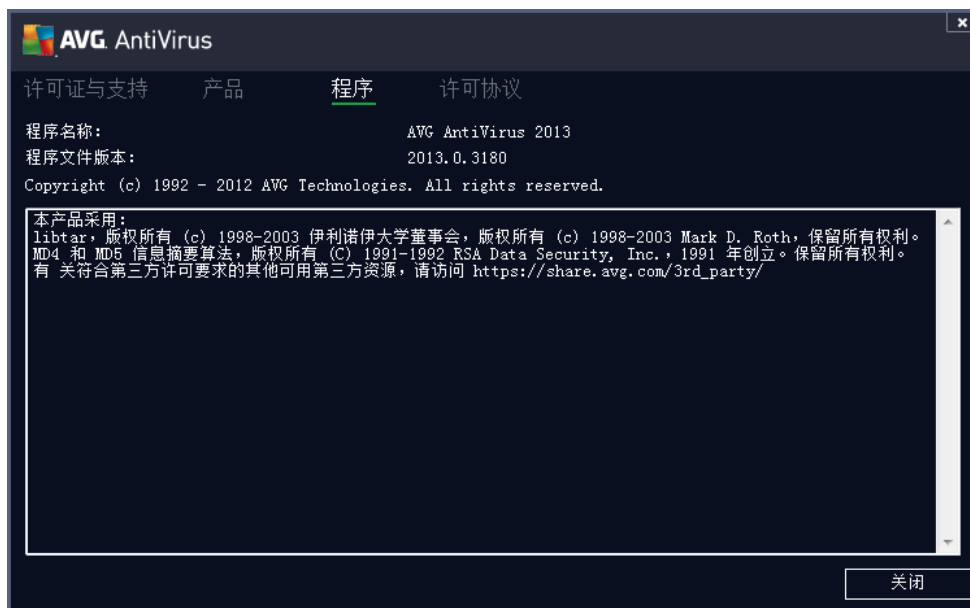 AVG AntiVirus
许可证与支持 产品 程序 许可协议
程序名称: AVG AntiVirus 2013
程序文件版本: 2013.0.3180
Copyright (c) 1992 - 2012 AVG Technologies. All rights reserved.
本产品采用:
libtar，版权所有 (c) 1998-2003 伊利诺伊大学董事会，版权所有 (c) 1998-2003 Mark D. Roth，保留所有权利。
MD4 和 MD5 信息摘要算法，版权所有 (C) 1991-1992 RSA Data Security, Inc.，1991 年创立。保留所有权利。
有 关符合第三方许可要求的其他可用第三方资源，请访问 https://share.avg.com/3rd_party/
关闭